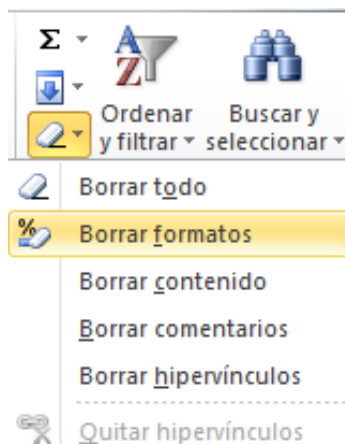 Σ
A
Z
Ordenar
y filtrar
Buscar y
seleccionar
Borrar todo
% Borrar formatos
Borrar contenido
Borrar comentarios
Borrar hipervínculos
Quitar hipervínculos